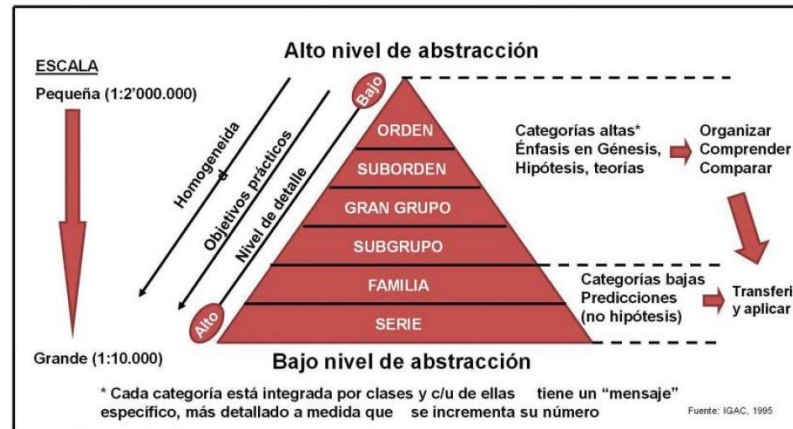 Alto nivel de abstracción
ESCALA
Pequeña (1:2'000.000)
Homogeneida
d
Objetivos prácticos
Nivel de detalle
Bajo
Alto
ORDEN
SUBORDEN
GRAN GRUPO
SUBGRUPO
FAMILIA
SERIE
Categorías altas*
Énfasis en Génesis,
Hipótesis, teorías
Organizar
Comprender
Comparar
Categorías bajas
Predicciones
(no hipótesis)
Transferi
y aplicar
Grande (1:10.000)
Bajo nivel de abstracción
* Cada categoría está integrada por clases y c/u de ellas tiene un “mensaje”
específico, más detallado a medida que se incrementa su número
Fuente: IGAC, 1995